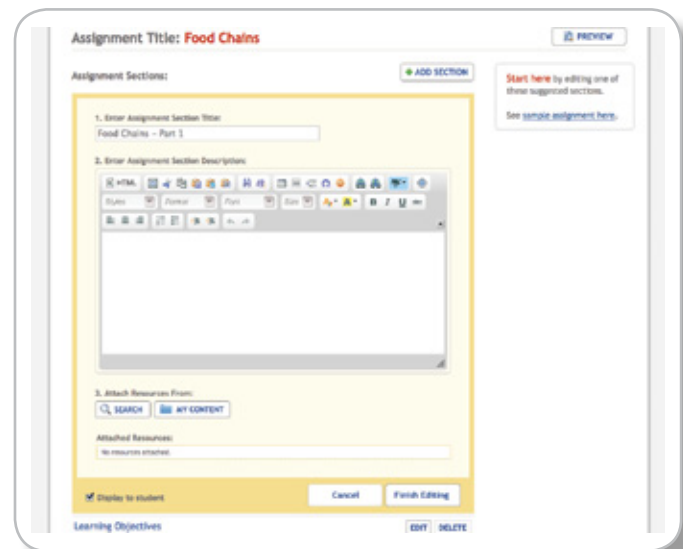 Assignment Title: Food Chains
PREVIEW
Assignment Sections:
ADD SECTION
Start here by editing one of
these suggested sections.
See sample assignment here.
1. Enter Assignment Section Title:
Food Chains - Part 1
2. Enter Assignment Section Description:
HTML
Styles Format Font Size
B I U abc
3. Attach Resources From:
SEARCH MY CONTENT
Attached Resources:
No resources attached.
Display to student
Cancel Finish Editing
Learning Objectives
EDIT DELETE